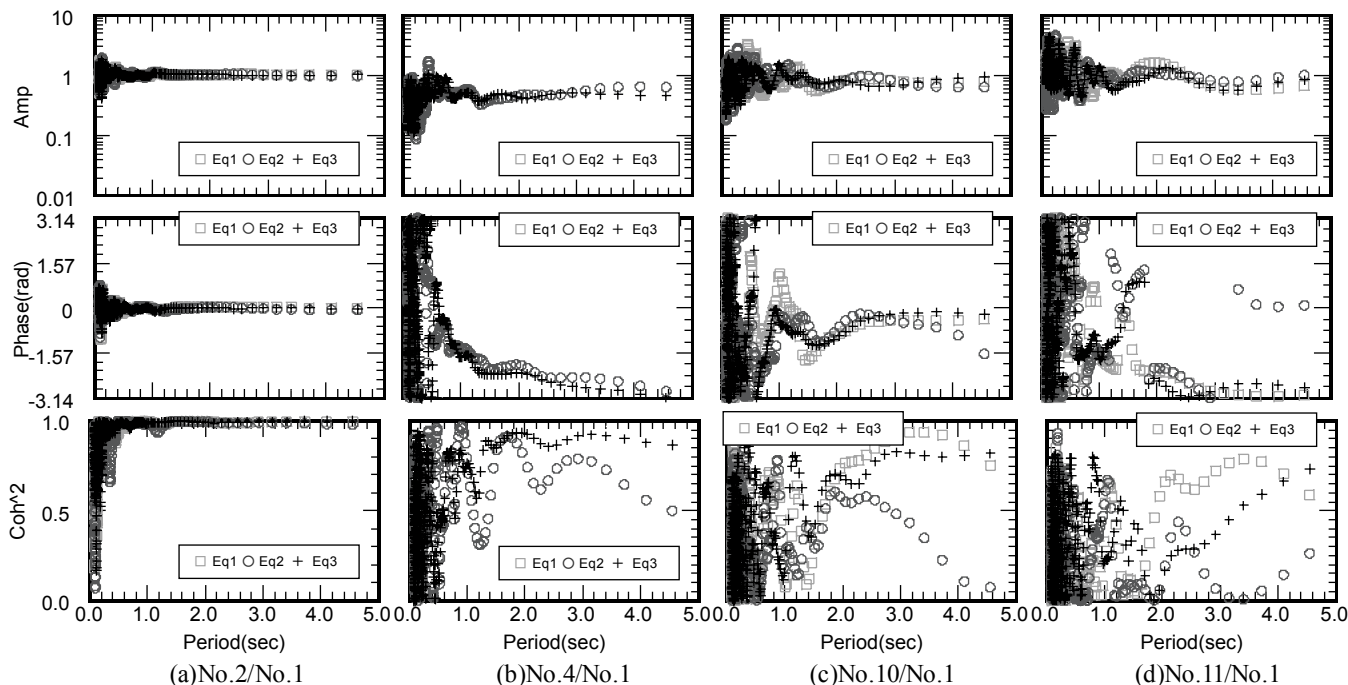 10
1
0.1
0.01
Amp
Eq1 Eq2 + Eq3
Eq1 Eq2 + Eq3
Eq1 Eq2 + Eq3
Eq1 Eq2 + Eq3
3.14
1.57
0
-1.57
-3.14
Phase(rad)
Eq1 Eq2 + Eq3
Eq1 Eq2 + Eq3
Eq1 Eq2 + Eq3
Eq1 Eq2 + Eq3
1.0
0.5
0.0
Coh^2
Eq1 Eq2 + Eq3
Eq1 Eq2 + Eq3
Eq1 Eq2 + Eq3
Eq1 Eq2 + Eq3
0.0 1.0 2.0 3.0 4.0 5.0
0.0 1.0 2.0 3.0 4.0 5.0
0.0 1.0 2.0 3.0 4.0 5.0
0.0 1.0 2.0 3.0 4.0 5.0
Period(sec) Period(sec) Period(sec) Period(sec)
(a)No.2/No.1 (b)No.4/No.1 (c)No.10/No.1 (d)No.11/No.1